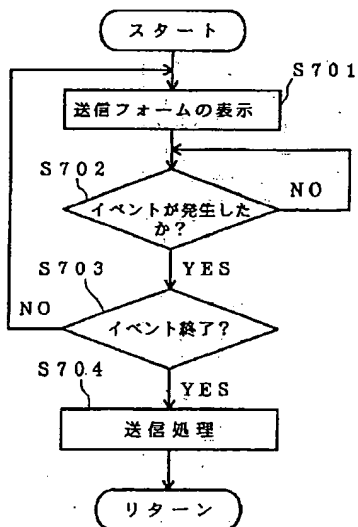 スタート
S701
送信フォームの表示
S702
イベントが発生した
か?
NO
YES
S703
イベント終了?
NO
YES
S704
送信処理
リターン